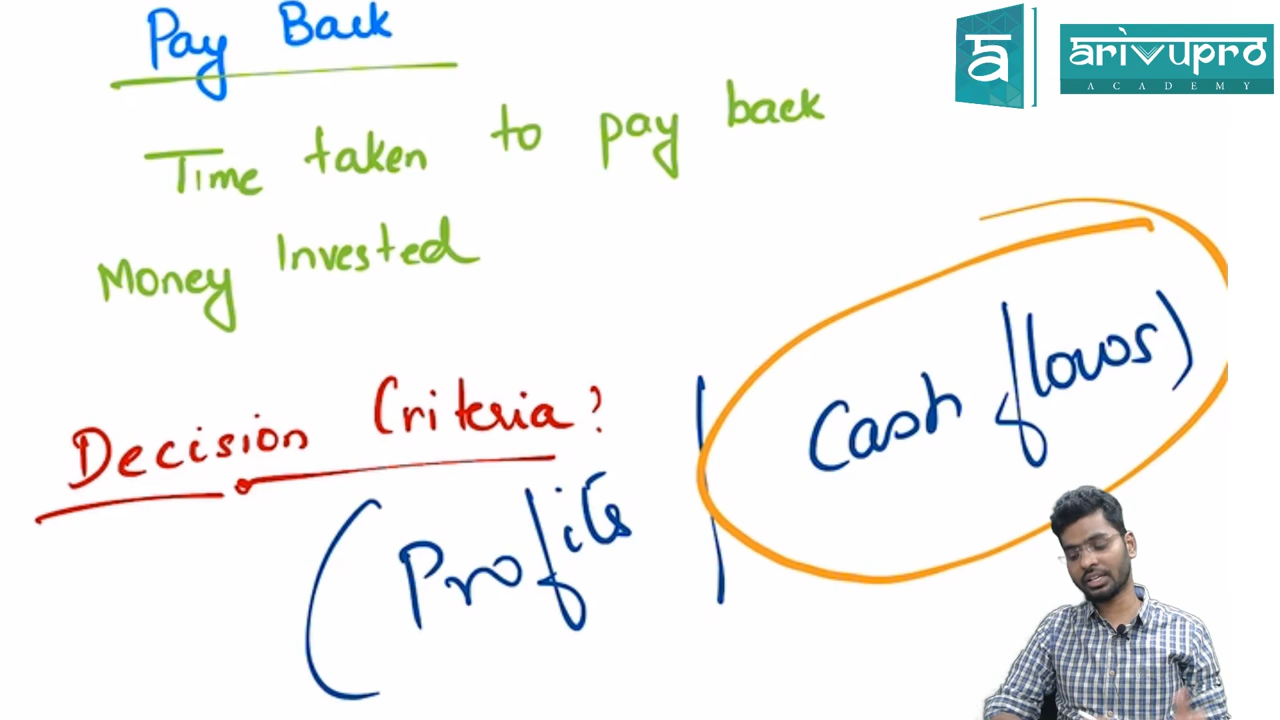 Pay Back
Time taken to pay back
Money Invested
Decision Criteria?
(Profits | Cash flows)
a
arivupro
ACADEMY